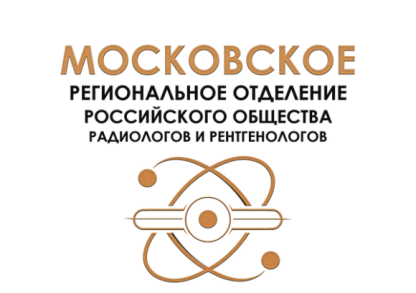 МОСКОВСКОЕ
РЕГИОНАЛЬНОЕ ОТДЕЛЕНИЕ
РОССИЙСКОГО ОБЩЕСТВА
РАДИОЛОГОВ И РЕНТГЕНОЛОГОВ